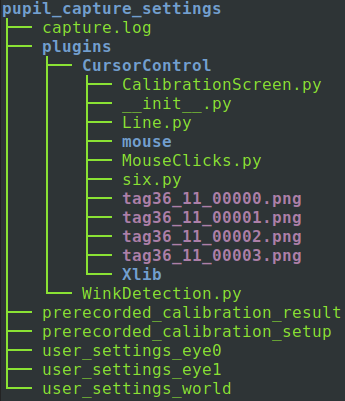 pupil_capture_settings
capture.log
plugins
CursorControl
CalibrationScreen.py
__init__.py
Line.py
mouse
MouseClicks.py
six.py
tag36_11_00000.png
tag36_11_00001.png
tag36_11_00002.png
tag36_11_00003.png
Xlib
WinkDetection.py
prerecorded_calibration_result
prerecorded_calibration_setup
user_settings_eye0
user_settings_eye1
user_settings_world